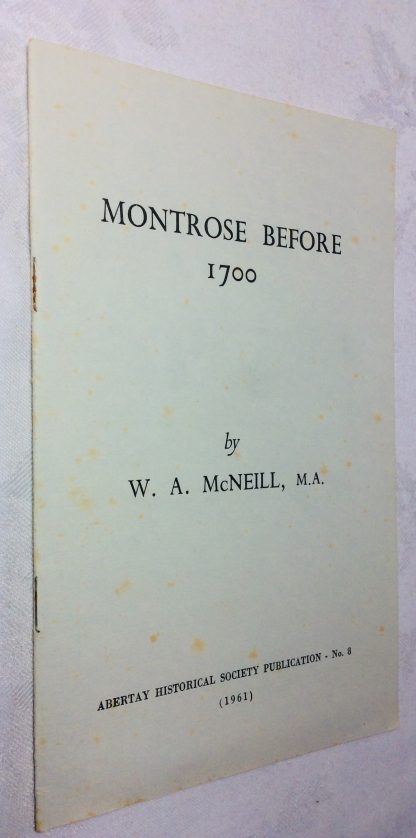 MONTROSE BEFORE
1700
by
W. A. McNEILL, M.A.
ABERTAY HISTORICAL SOCIETY PUBLICATION - No. 8
(1961)